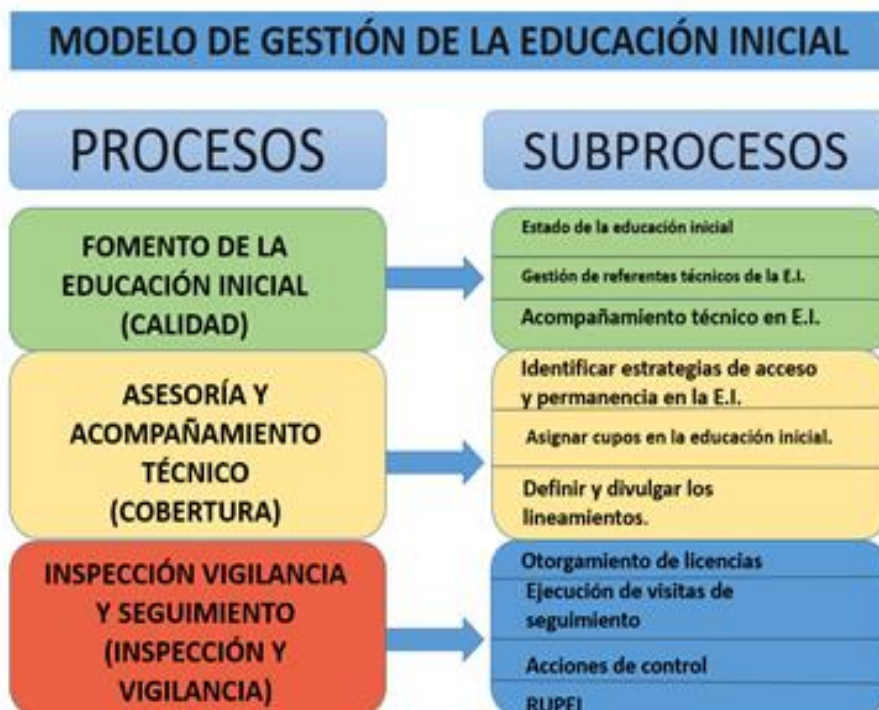 MODELO DE GESTIÓN DE LA EDUCACIÓN INICIAL
PROCESOS
SUBPROCESOS
FOMENTO DE LA
EDUCACIÓN INICIAL
(CALIDAD)
Estado de la educación inicial
Gestión de referentes técnicos de la E.I.
Acompañamiento técnico en E.I.
ASESORÍA Y
ACOMPAÑAMIENTO
TÉCNICO
(COBERTURA)
Identificar estrategias de acceso
y permanencia en la E.I.
Asignar cupos en la educación inicial.
Definir y divulgar los
lineamientos.
INSPECCIÓN VIGILANCIA
Y SEGUIMIENTO
(INSPECCIÓN Y
VIGILANCIA)
Otorgamiento de licencias
Ejecución de visitas de
seguimiento
Acciones de control
RUPEI